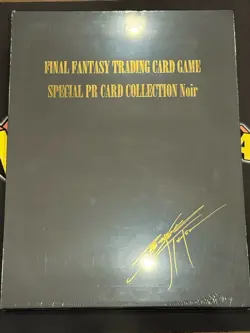 FINAL FANTASY TRADING CARD GAME
SPECIAL PR CARD COLLECTION Noir